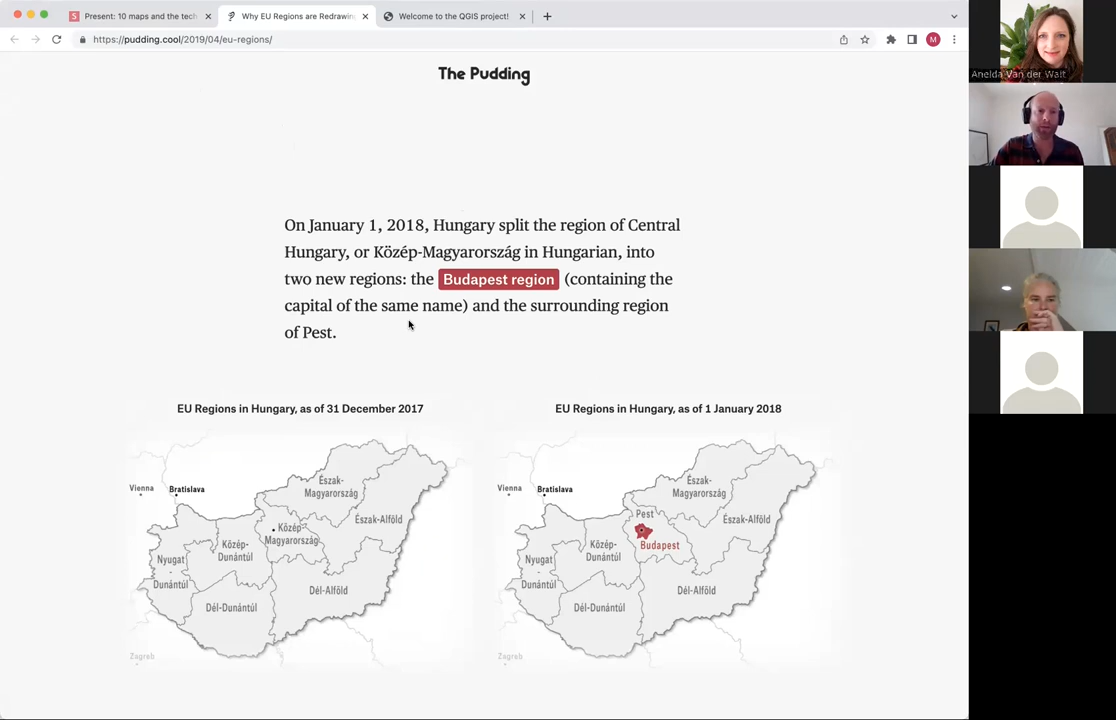 Present: 10 maps and the tech
Why EU Regions are Redrawin
Welcome to the QGIS project!
https://pudding.cool/2019/04/eu-regions/
M
The Pudding
On January 1, 2018, Hungary split the region of Central
Hungary, or Közép-Magyarország in Hungarian, into
two new regions: the Budapest region (containing the
capital of the same name) and the surrounding region
of Pest.
EU Regions in Hungary, as of 31 December 2017
Vienna
Bratislava
Észak-
Magyarország
Közép-
Magyarország
Észak-Alföld
Közép-
Dunántúl
Nyugat
Dunántúl
Dél-Alföld
Dél-Dunántúl
Zagreb
EU Regions in Hungary, as of 1 January 2018
Vienna
Bratislava
Észak-
Magyarország
Pest
Észak-Alföld
Budapest
Közép-
Dunántúl
Nyugat
Dunántúl
Dél-Alföld
Dél-Dunántúl
Zagreb
Anelda Van der Walt